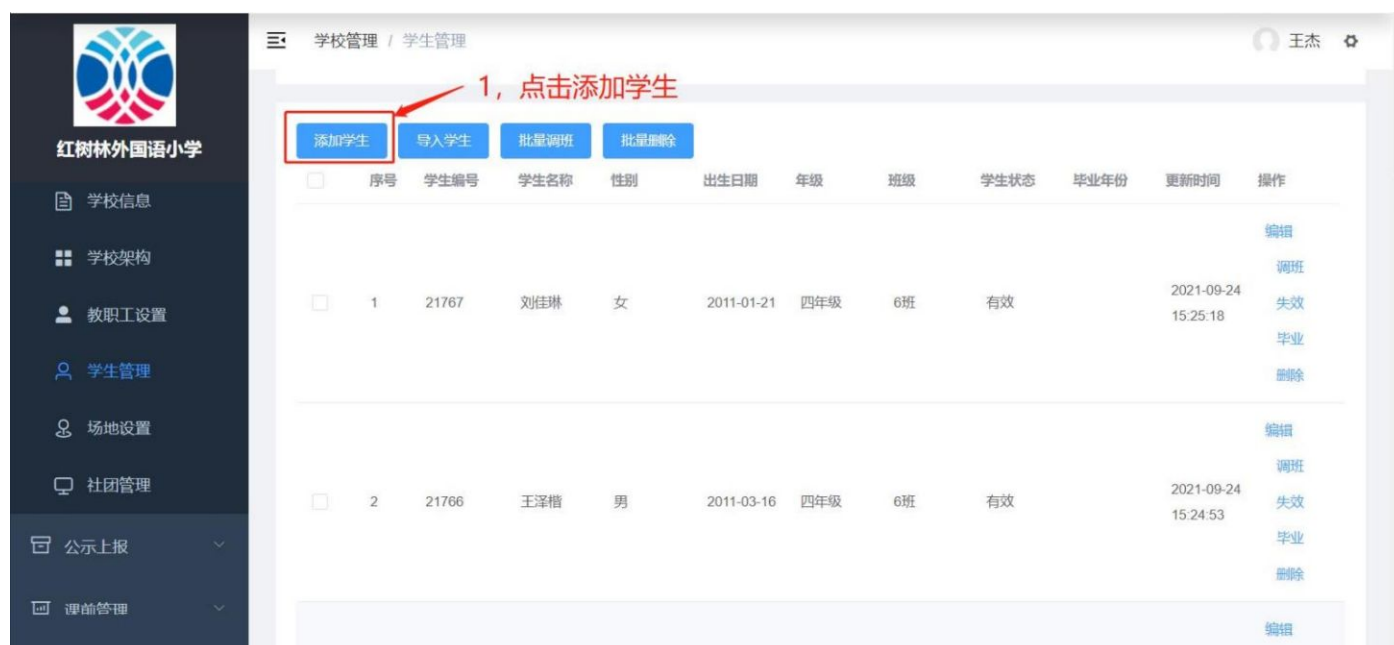 学校管理 / 学生管理
王杰
1，点击添加学生
红树林外国语小学
学校信息
学校架构
教职工设置
学生管理
场地设置
社团管理
公示上报
课前管理
添加学生 导入学生 批量调班 批量删除
序号 学生编号 学生名称 性别 出生日期 年级 班级 学生状态 毕业年份 更新时间 操作
1 21767 刘佳琳 女 2011-01-21 四年级 6班 有效 2021-09-24 15:25:18
编辑
调班
失效
毕业
删除
2 21766 王泽楷 男 2011-03-16 四年级 6班 有效 2021-09-24 15:24:53
编辑
调班
失效
毕业
删除
编辑